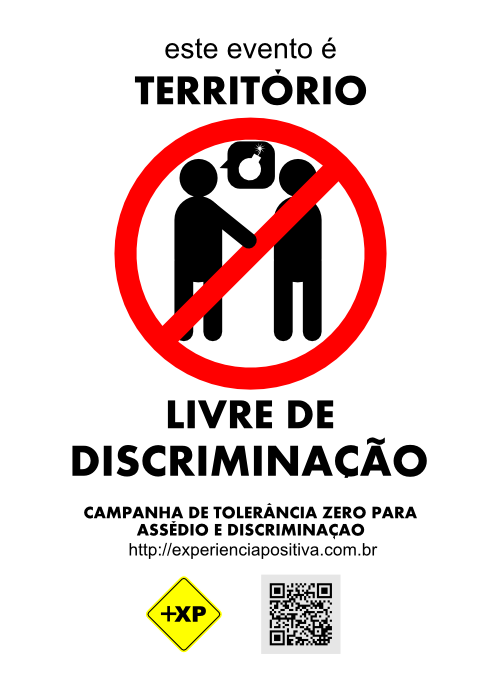 este evento é
TERRITÓRIO
LIVRE DE
DISCRIMINAÇÃO
CAMPANHA DE TOLERÂNCIA ZERO PARA
ASSÉDIO E DISCRIMINAÇAO
http://experienciapositiva.com.br
+XP